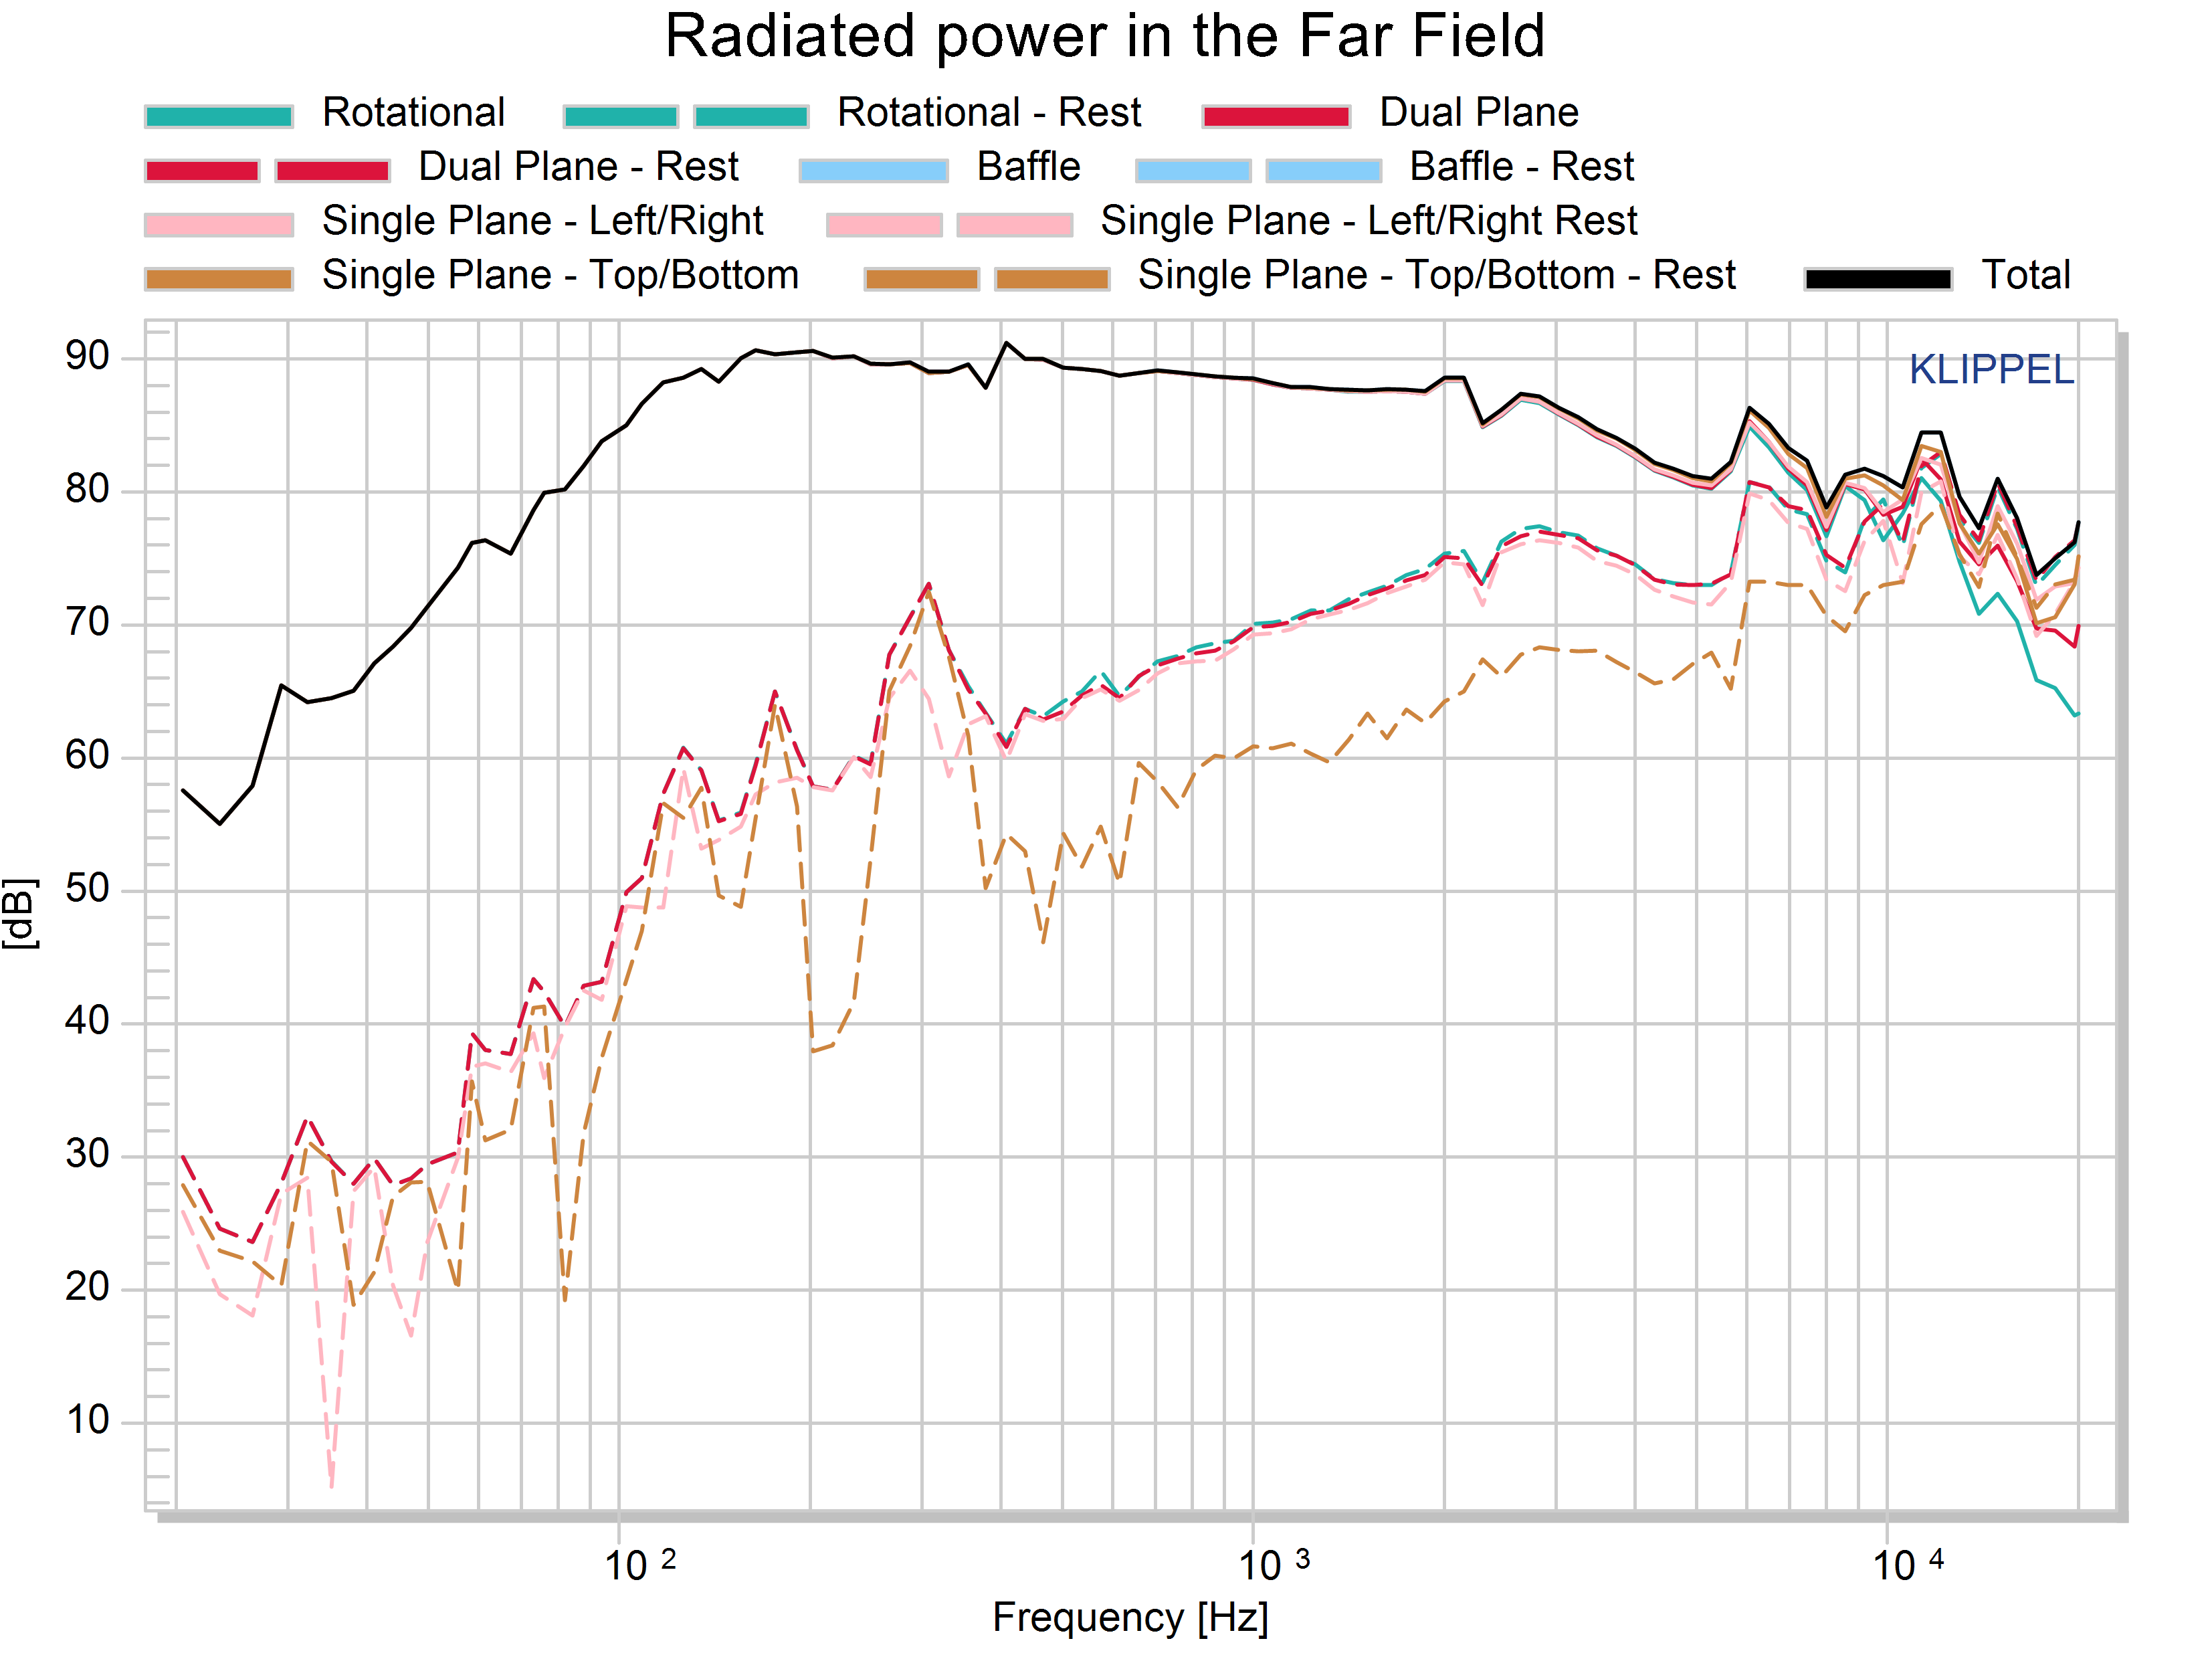 Radiated power in the Far Field
Rotational Rotational - Rest Dual Plane
Dual Plane - Rest Baffle Baffle - Rest
Single Plane - Left/Right Single Plane - Left/Right Rest
Single Plane - Top/Bottom Single Plane - Top/Bottom - Rest Total
KLIPPEL
90
80
70
60
50
40
30
20
10
[dB]
10 2 10 3 10 4
Frequency [Hz]